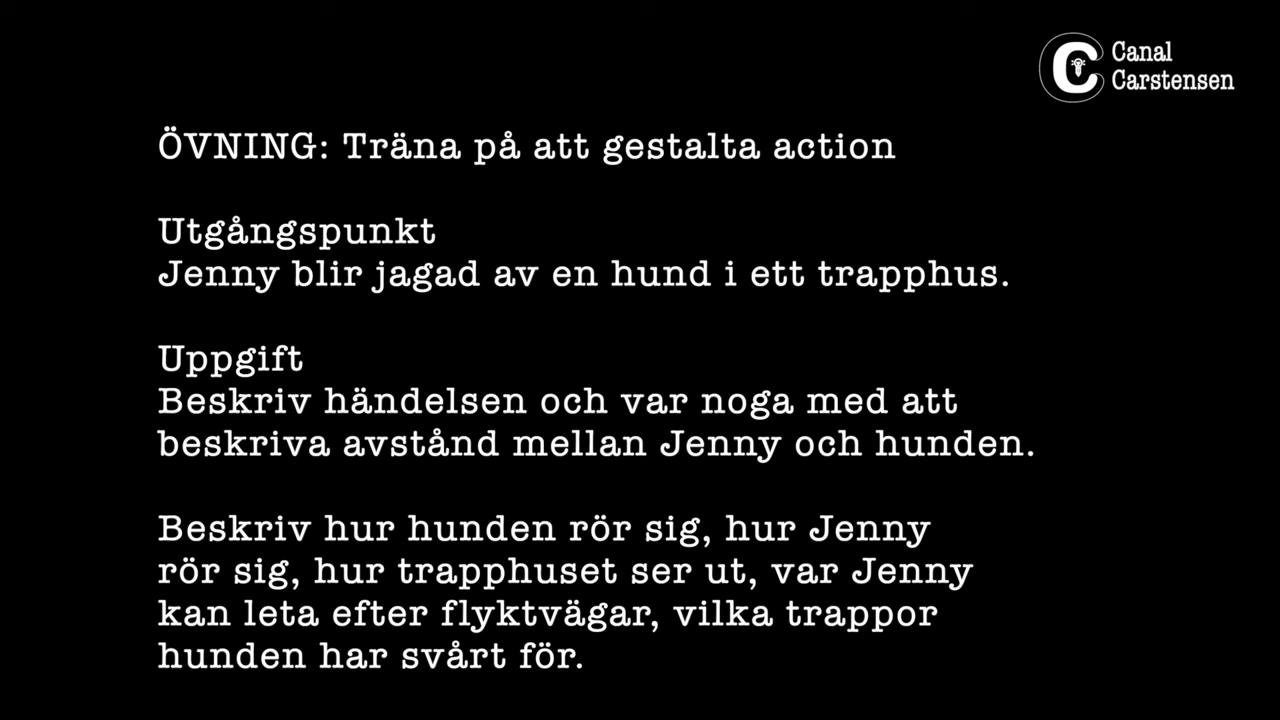 Canal
Carstensen
ÖVNING: Träna på att gestalta action
Utgångspunkt
Jenny blir jagad av en hund i ett trapphus.
Uppgift
Beskriv händelsen och var noga med att
beskriva avstånd mellan Jenny och hunden.
Beskriv hur hunden rör sig, hur Jenny
rör sig, hur trapphuset ser ut, var Jenny
kan leta efter flyktvägar, vilka trappor
hunden har svårt för.